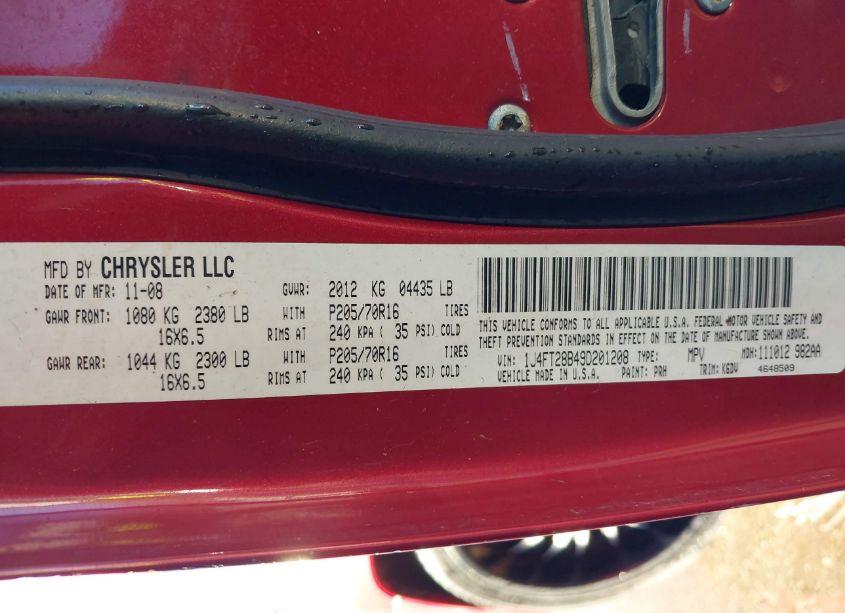 MFD BY CHRYSLER LLC
DATE OF MFR: 11-08 GVWR: 2012 KG 04435 LB
GAWR FRONT: 1080 KG 2380 LB WITH P205/70R16 TIRES
16X6.5 RIMS AT 240 KPA ( 35 PSI) COLD
GAWR REAR: 1044 KG 2300 LB WITH P205/70R16 TIRES
16X6.5 RIMS AT 240 KPA ( 35 PSI) COLD
THIS VEHICLE CONFORMS TO ALL APPLICABLE U.S.A. FEDERAL MOTOR VEHICLE SAFETY AND
THEFT PREVENTION STANDARDS IN EFFECT ON THE DATE OF MANUFACTURE SHOWN ABOVE.
VIN: 1J4FT28B49D201208 TYPE: MPV MDH: 111012 982AA
VEHICLE MADE IN U.S.A. PAINT: PRH TRIM: K6DV 4648509